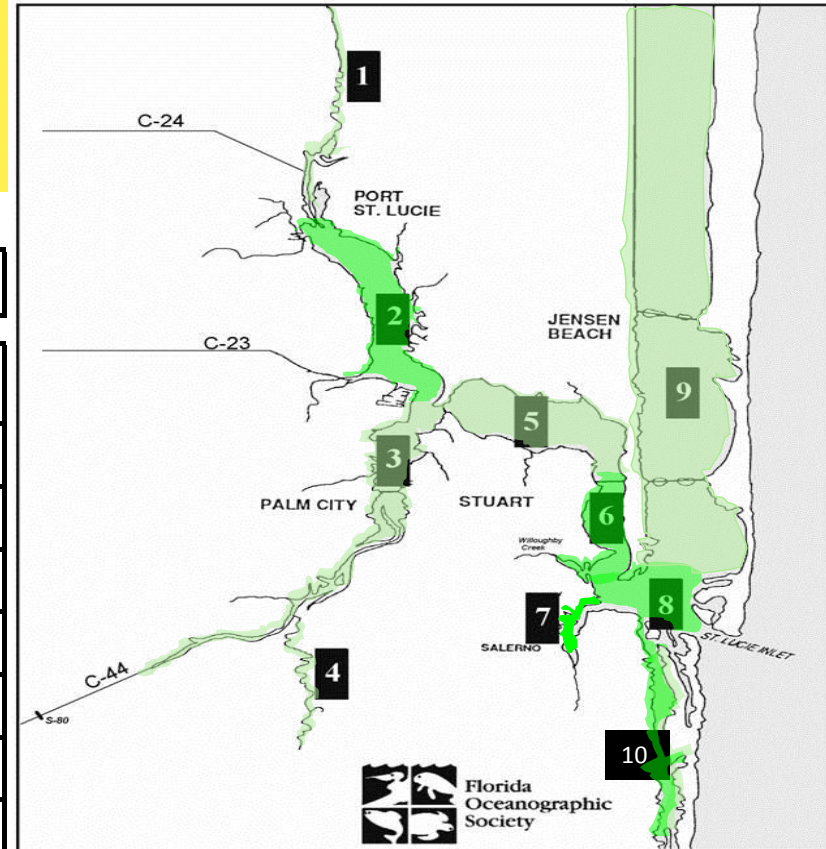 1
C-24
PORT
ST. LUCIE
2
JENSEN
BEACH
C-23
9
5
3
PALM CITY
STUART
6
Willoughby
Creek
8
7
SALERNO
ST. LUCIE INLET
4
C-44
S-80
10
Florida
Oceanographic
Society